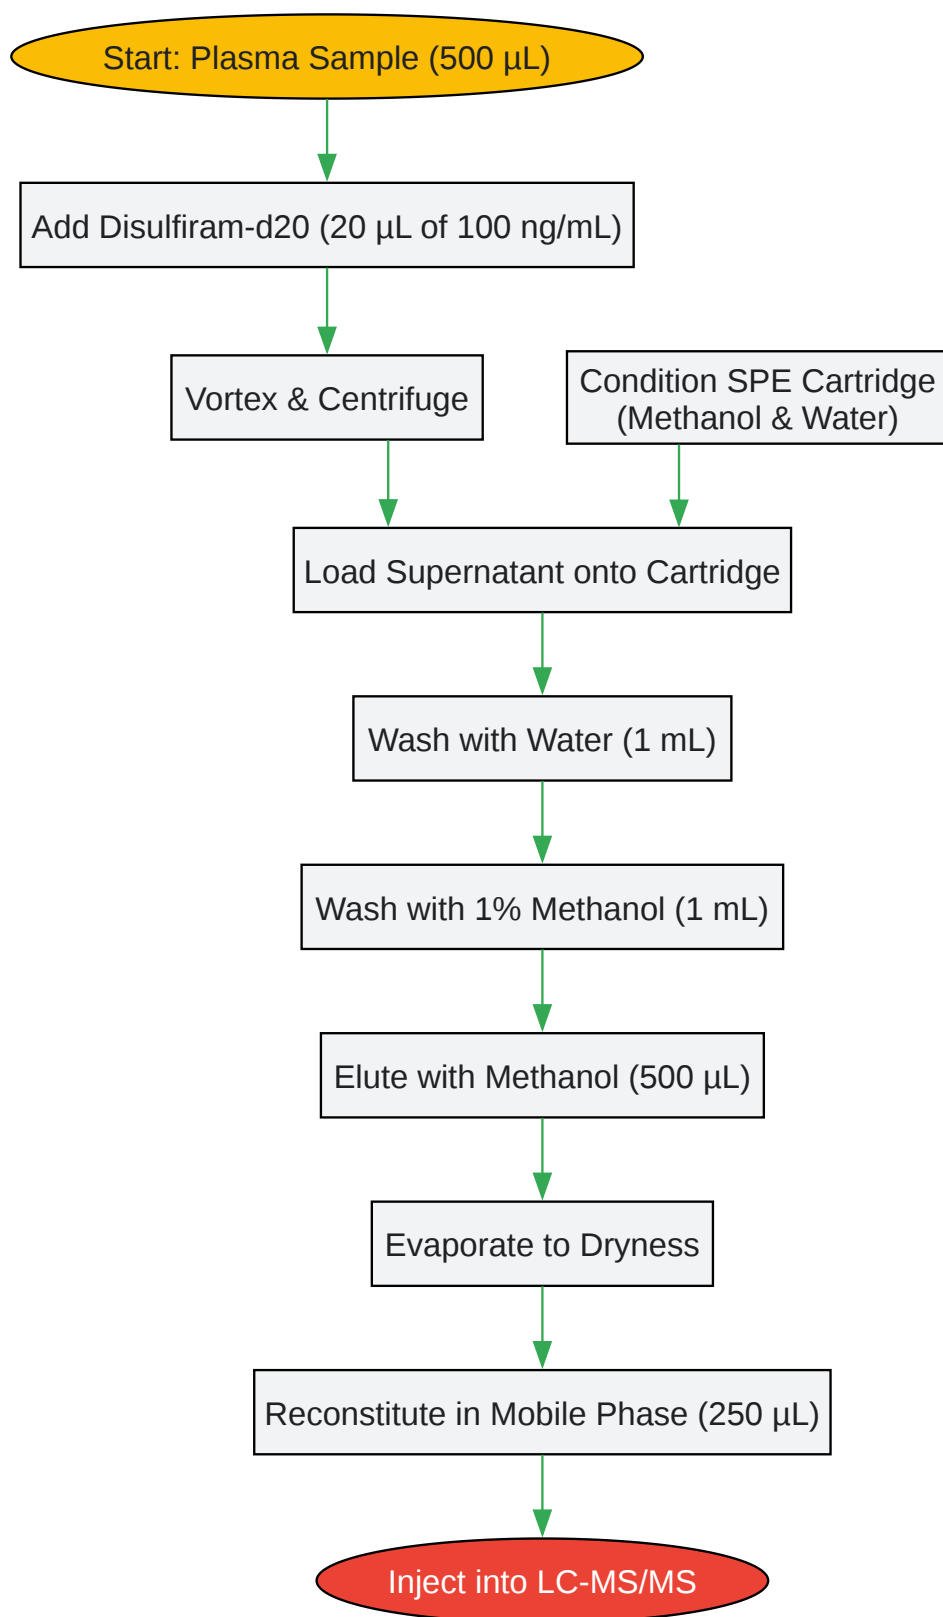 Start: Plasma Sample (500 µL)
Add Disulfiram-d20 (20 µL of 100 ng/mL)
Vortex & Centrifuge
Condition SPE Cartridge
(Methanol & Water)
Load Supernatant onto Cartridge
Wash with Water (1 mL)
Wash with 1% Methanol (1 mL)
Elute with Methanol (500 µL)
Evaporate to Dryness
Reconstitute in Mobile Phase (250 µL)
Inject into LC-MS/MS